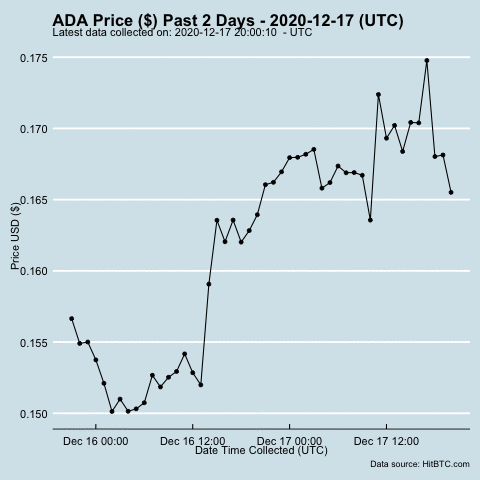 ADA Price ($) Past 2 Days - 2020-12-17 (UTC)
Latest data collected on: 2020-12-17 20:00:10  - UTC
Price USD ($)
0.175
0.170
0.165
0.160
0.155
0.150
Dec 16 00:00 Dec 16 12:00 Dec 17 00:00 Dec 17 12:00
Date Time Collected (UTC)
Data source: HitBTC.com